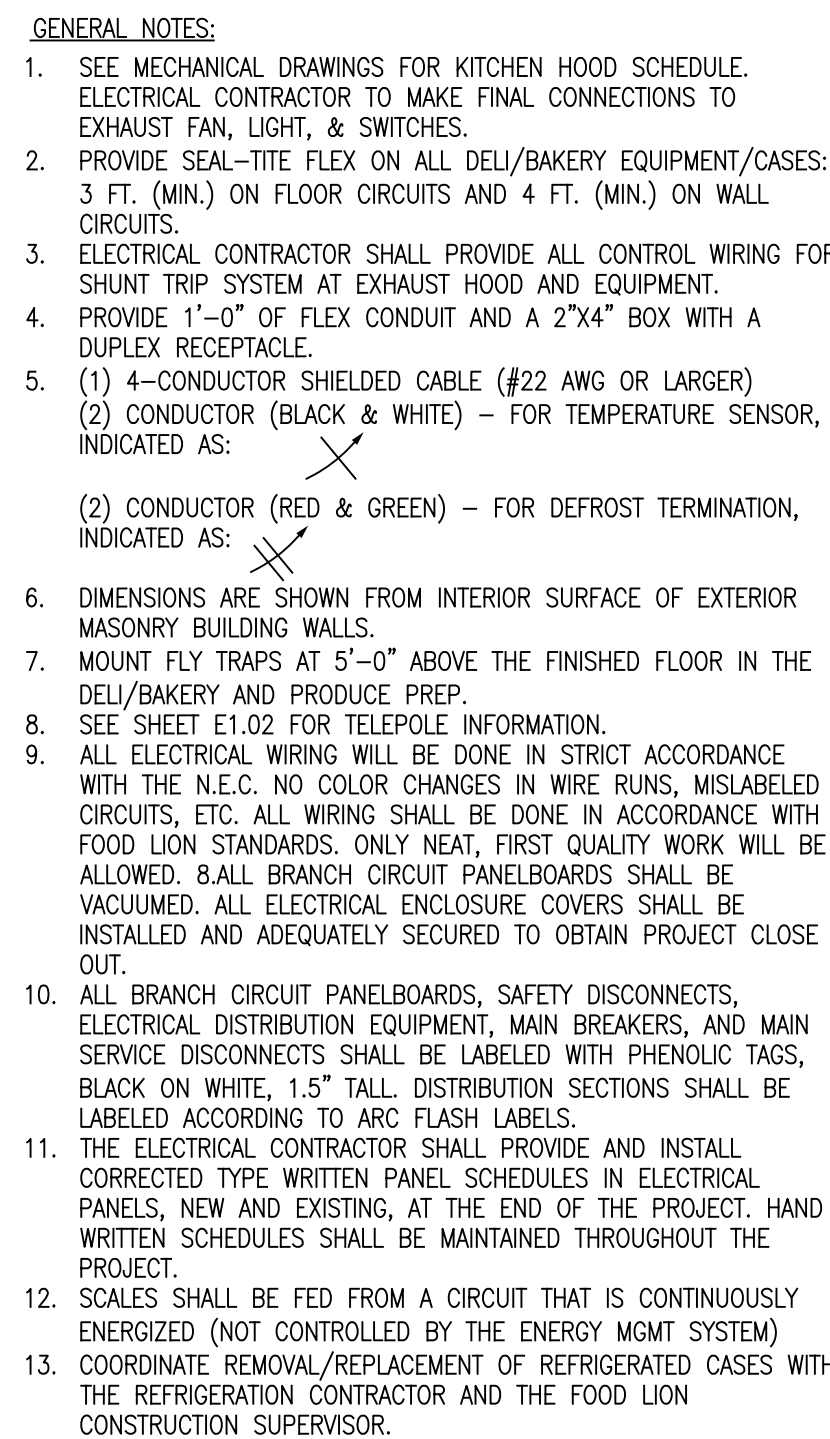 GENERAL NOTES:
1. SEE MECHANICAL DRAWINGS FOR KITCHEN HOOD SCHEDULE.
ELECTRICAL CONTRACTOR TO MAKE FINAL CONNECTIONS TO
EXHAUST FAN, LIGHT, & SWITCHES.
2. PROVIDE SEAL-TITE FLEX ON ALL DELI/BAKERY EQUIPMENT/CASES:
3 FT. (MIN.) ON FLOOR CIRCUITS AND 4 FT. (MIN.) ON WALL
CIRCUITS.
3. ELECTRICAL CONTRACTOR SHALL PROVIDE ALL CONTROL WIRING FOR
SHUNT TRIP SYSTEM AT EXHAUST HOOD AND EQUIPMENT.
4. PROVIDE 1'-0" OF FLEX CONDUIT AND A 2"X4" BOX WITH A
DUPLEX RECEPTACLE.
5. (1) 4-CONDUCTOR SHIELDED CABLE (#22 AWG OR LARGER)
(2) CONDUCTOR (BLACK & WHITE) - FOR TEMPERATURE SENSOR,
INDICATED AS:
(2) CONDUCTOR (RED & GREEN) - FOR DEFROST TERMINATION,
INDICATED AS:
6. DIMENSIONS ARE SHOWN FROM INTERIOR SURFACE OF EXTERIOR
MASONRY BUILDING WALLS.
7. MOUNT FLY TRAPS AT 5'-0" ABOVE THE FINISHED FLOOR IN THE
DELI/BAKERY AND PRODUCE PREP.
8. SEE SHEET E1.02 FOR TELEPOLE INFORMATION.
9. ALL ELECTRICAL WIRING WILL BE DONE IN STRICT ACCORDANCE
WITH THE N.E.C. NO COLOR CHANGES IN WIRE RUNS, MISLABELED
CIRCUITS, ETC. ALL WIRING SHALL BE DONE IN ACCORDANCE WITH
FOOD LION STANDARDS. ONLY NEAT, FIRST QUALITY WORK WILL BE
ALLOWED. 8.ALL BRANCH CIRCUIT PANELBOARDS SHALL BE
VACUUMED. ALL ELECTRICAL ENCLOSURE COVERS SHALL BE
INSTALLED AND ADEQUATELY SECURED TO OBTAIN PROJECT CLOSE
OUT.
10. ALL BRANCH CIRCUIT PANELBOARDS, SAFETY DISCONNECTS,
ELECTRICAL DISTRIBUTION EQUIPMENT, MAIN BREAKERS, AND MAIN
SERVICE DISCONNECTS SHALL BE LABELED WITH PHENOLIC TAGS,
BLACK ON WHITE, 1.5" TALL. DISTRIBUTION SECTIONS SHALL BE
LABELED ACCORDING TO ARC FLASH LABELS.
11. THE ELECTRICAL CONTRACTOR SHALL PROVIDE AND INSTALL
CORRECTED TYPE WRITTEN PANEL SCHEDULES IN ELECTRICAL
PANELS, NEW AND EXISTING, AT THE END OF THE PROJECT. HAND
WRITTEN SCHEDULES SHALL BE MAINTAINED THROUGHOUT THE
PROJECT.
12. SCALES SHALL BE FED FROM A CIRCUIT THAT IS CONTINUOUSLY
ENERGIZED (NOT CONTROLLED BY THE ENERGY MGMT SYSTEM)
13. COORDINATE REMOVAL/REPLACEMENT OF REFRIGERATED CASES WITH
THE REFRIGERATION CONTRACTOR AND THE FOOD LION
CONSTRUCTION SUPERVISOR.